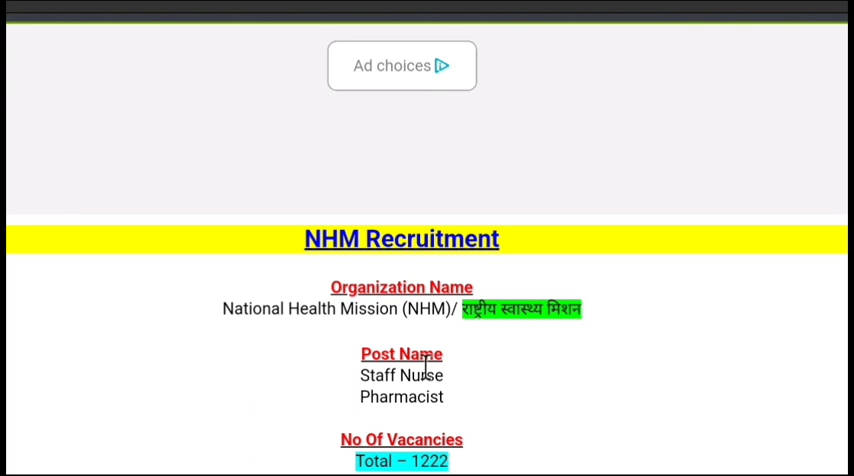 Ad choices
NHM Recruitment
Organization Name
National Health Mission (NHM)/ राष्ट्रीय स्वास्थ्य मिशन
Post Name
Staff Nurse
Pharmacist
No Of Vacancies
Total – 1222